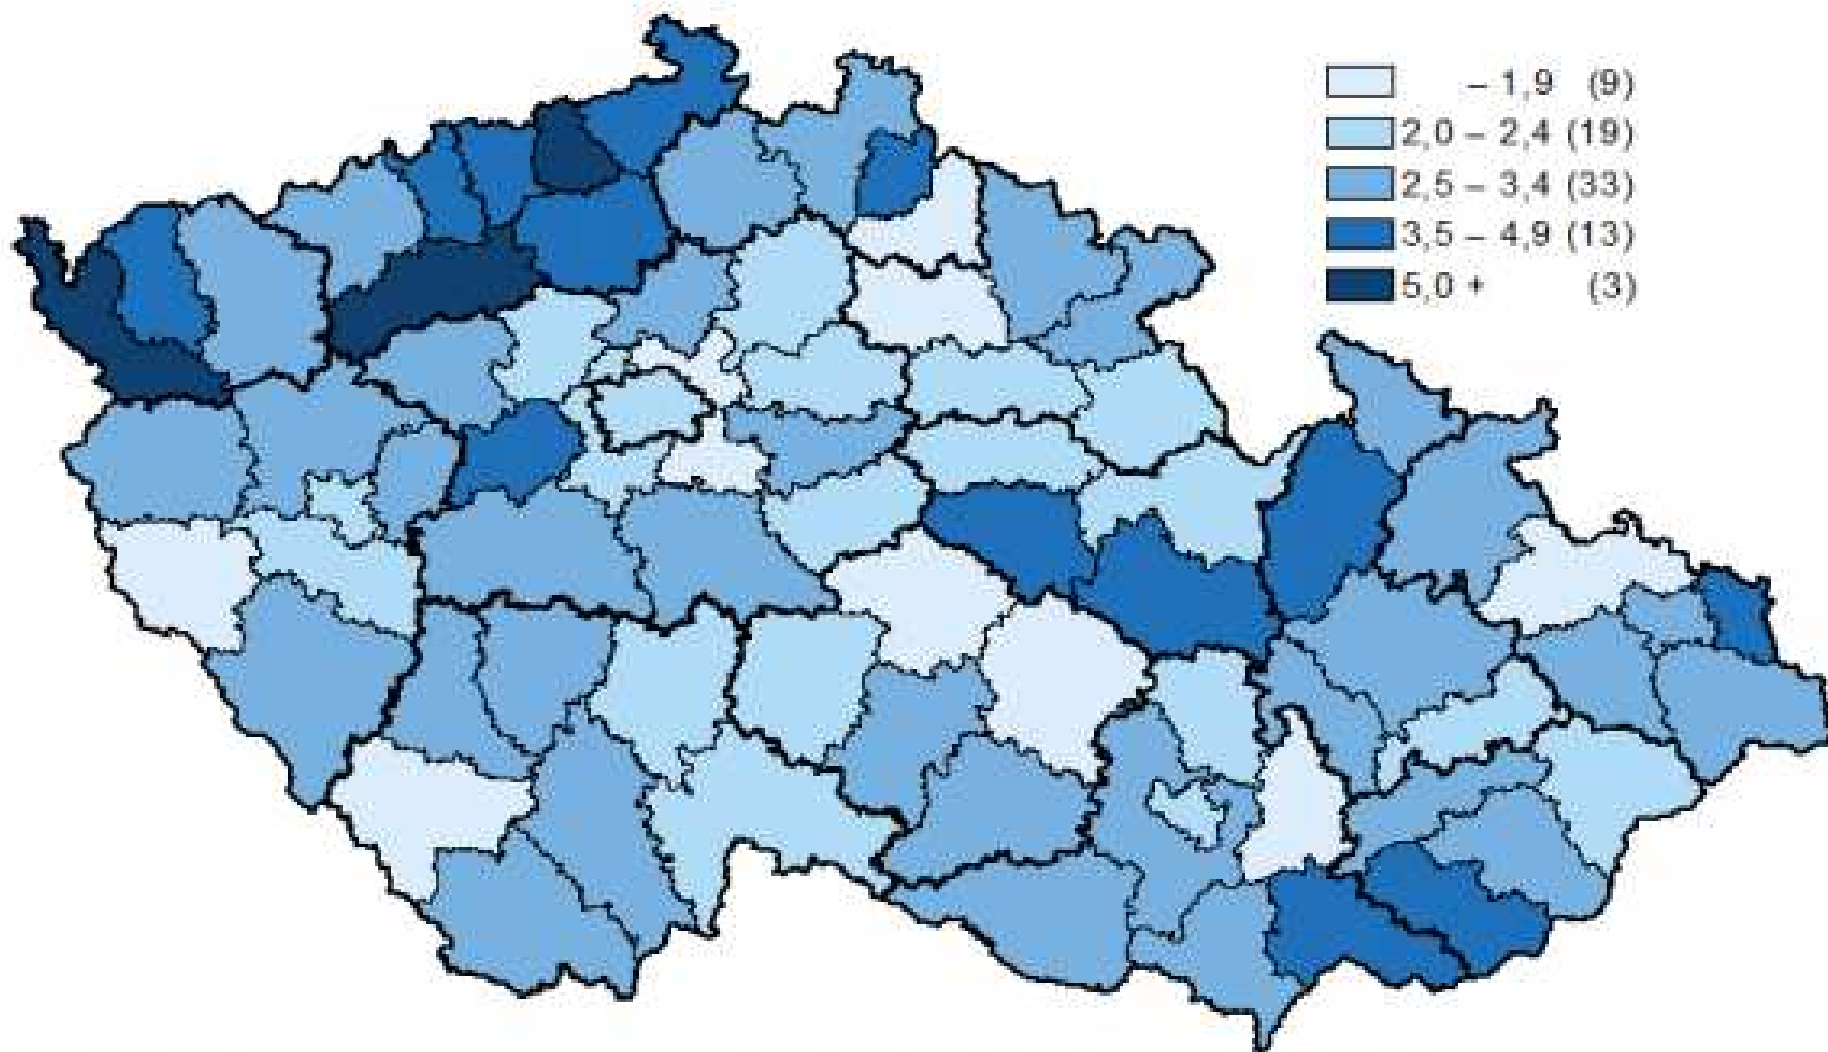 – 1,9 (9)
2,0 – 2,4 (19)
2,5 – 3,4 (33)
3,5 – 4,9 (13)
5,0 + (3)